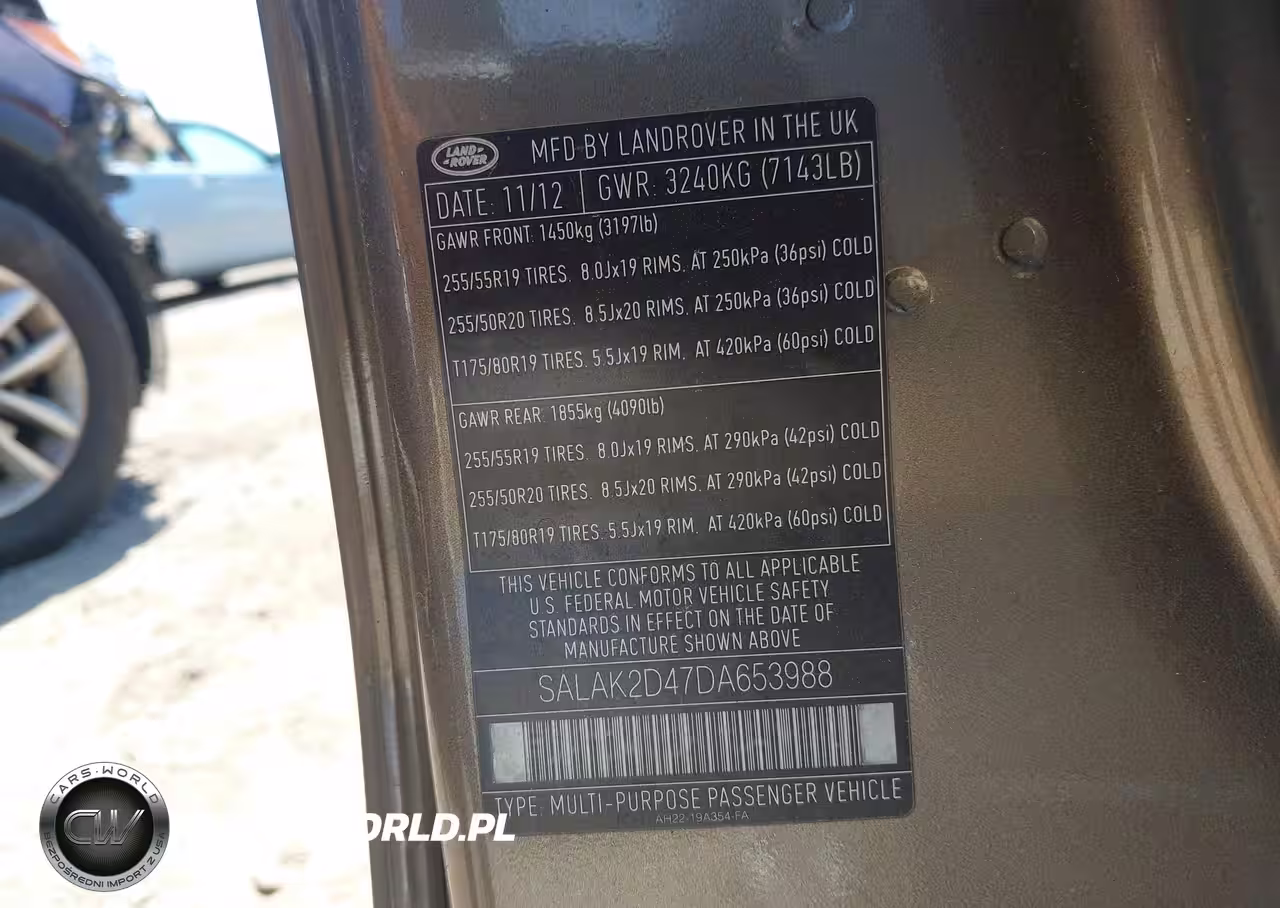 LAND ROVER
MFD BY LANDROVER IN THE UK
DATE: 11/12 GWR: 3240KG (7143LB)
GAWR FRONT: 1450kg (3197lb)
255/55R19 TIRES. 8.0Jx19 RIMS. AT 250kPa (36psi) COLD
255/50R20 TIRES. 8.5Jx20 RIMS. AT 250kPa (36psi) COLD
T175/80R19 TIRES. 5.5Jx19 RIM. AT 420kPa (60psi) COLD
GAWR REAR: 1855kg (4090lb)
255/55R19 TIRES. 8.0Jx19 RIMS. AT 290kPa (42psi) COLD
255/50R20 TIRES. 8.5Jx20 RIMS. AT 290kPa (42psi) COLD
T175/80R19 TIRES. 5.5Jx19 RIM. AT 420kPa (60psi) COLD
THIS VEHICLE CONFORMS TO ALL APPLICABLE
U.S. FEDERAL MOTOR VEHICLE SAFETY
STANDARDS IN EFFECT ON THE DATE OF
MANUFACTURE SHOWN ABOVE
SALAK2D47DA653988
TYPE: MULTI-PURPOSE PASSENGER VEHICLE
AH22-19A354-FA
CARS-WORLD
CW
BEZPOŚREDNI IMPORT Z USA
ORLD.PL